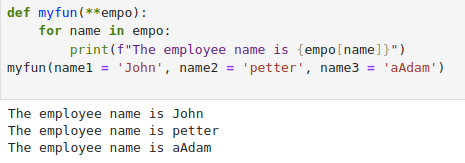 def myfun(**empo):
    for name in empo:
        print(f"The employee name is {empo[name]}")
myfun(name1 = 'John', name2 = 'petter', name3 = 'aAdam')
The employee name is John
The employee name is petter
The employee name is aAdam